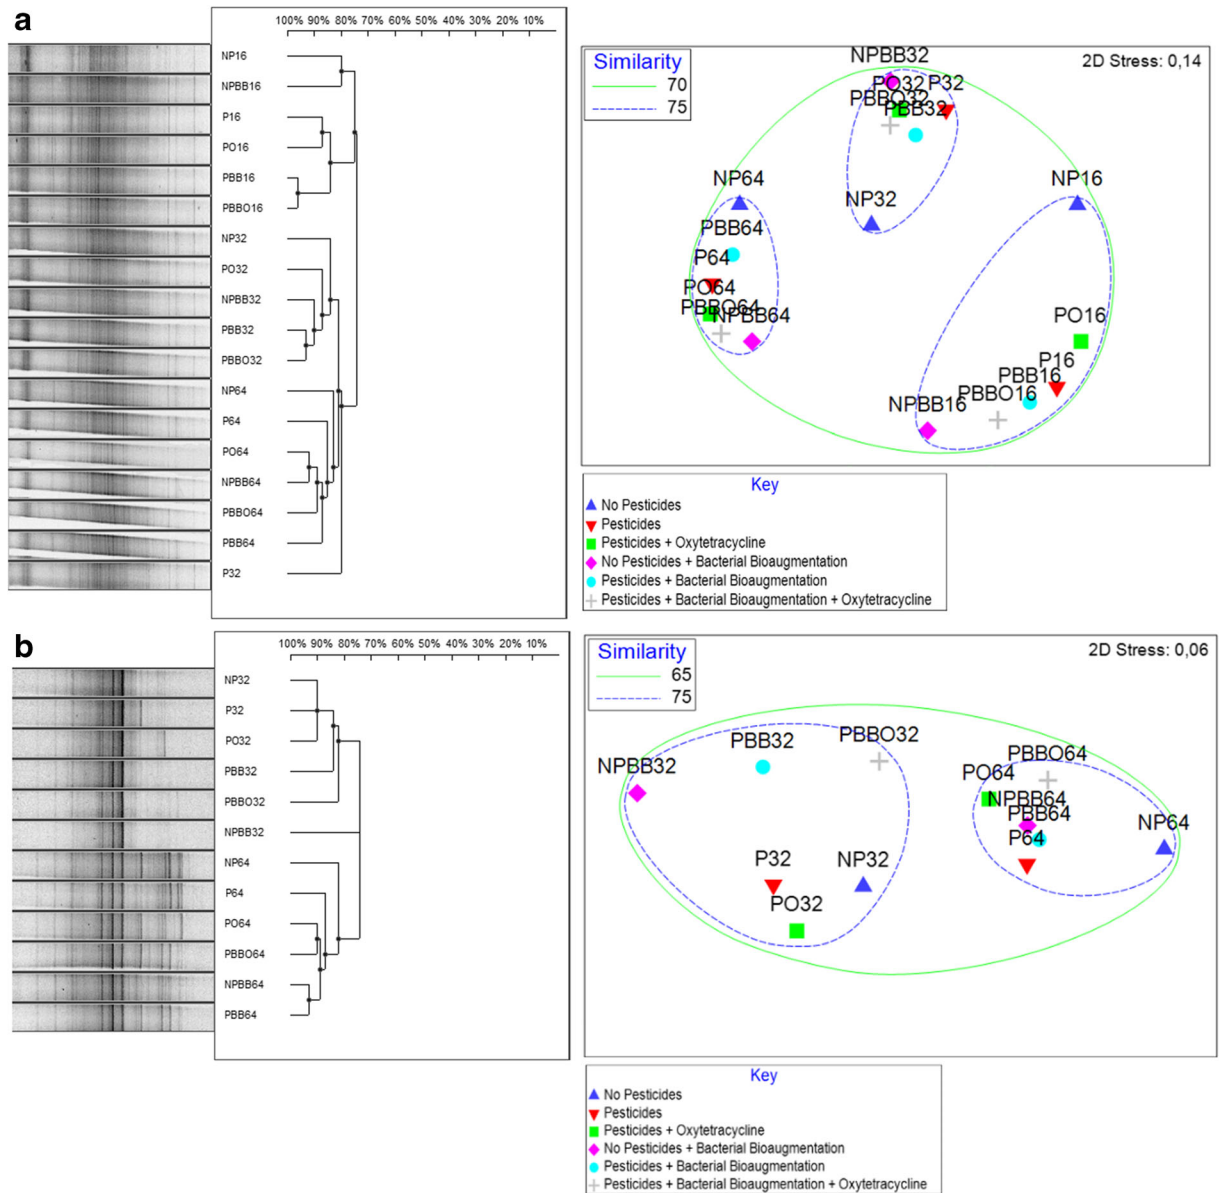 a
100% 90% 80% 70% 60% 50% 40% 30% 20% 10%
NP16
NPBB16
P16
PO16
PBB16
PBBO16
NP32
PO32
NPBB32
PBB32
PBBO32
NP64
P64
PO64
NPBB64
PBBO64
PBB64
P32
Similarity
70
75
2D Stress: 0,14
NPBB32
PO32
P32
PBBO32
PBB32
NP64
NP16
NP32
PBB64
P64
PO64
PBBO64
NPBB64
PO16
P16
PBB16
PBBO16
NPBB16
Key
No Pesticides
Pesticides
Pesticides + Oxytetracycline
No Pesticides + Bacterial Bioaugmentation
Pesticides + Bacterial Bioaugmentation
Pesticides + Bacterial Bioaugmentation + Oxytetracycline
b
100% 90% 80% 70% 60% 50% 40% 30% 20% 10%
NP32
P32
PO32
PBB32
PBBO32
NPBB32
NP64
P64
PO64
PBBO64
NPBB64
PBB64
Similarity
65
75
2D Stress: 0,06
PBB32
PBBO32
NPBB32
PBBO64
PO64
NPBB64
PBB64
P64
NP64
P32
NP32
PO32
Key
No Pesticides
Pesticides
Pesticides + Oxytetracycline
No Pesticides + Bacterial Bioaugmentation
Pesticides + Bacterial Bioaugmentation
Pesticides + Bacterial Bioaugmentation + Oxytetracycline